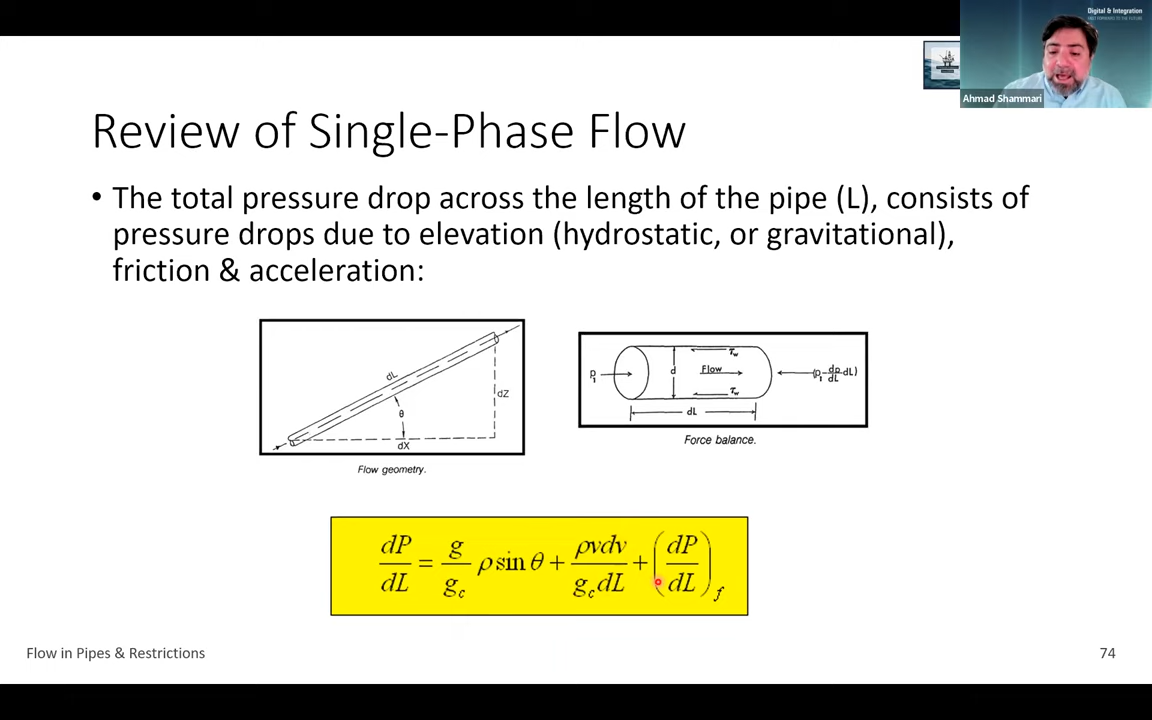 Digital & Integration
Ahmad Shammari
Review of Single-Phase Flow
• The total pressure drop across the length of the pipe (L), consists of
pressure drops due to elevation (hydrostatic, or gravitational),
friction & acceleration:
dL
θ
dX
dZ
Flow geometry.
P₁
d
Flow
τw
τw
dL
(P₁-dp/dL dL)
Force balance.
dP/dL = g/g_c ρ sin θ + ρvdv/g_c dL + (dP/dL)_f
Flow in Pipes & Restrictions
74